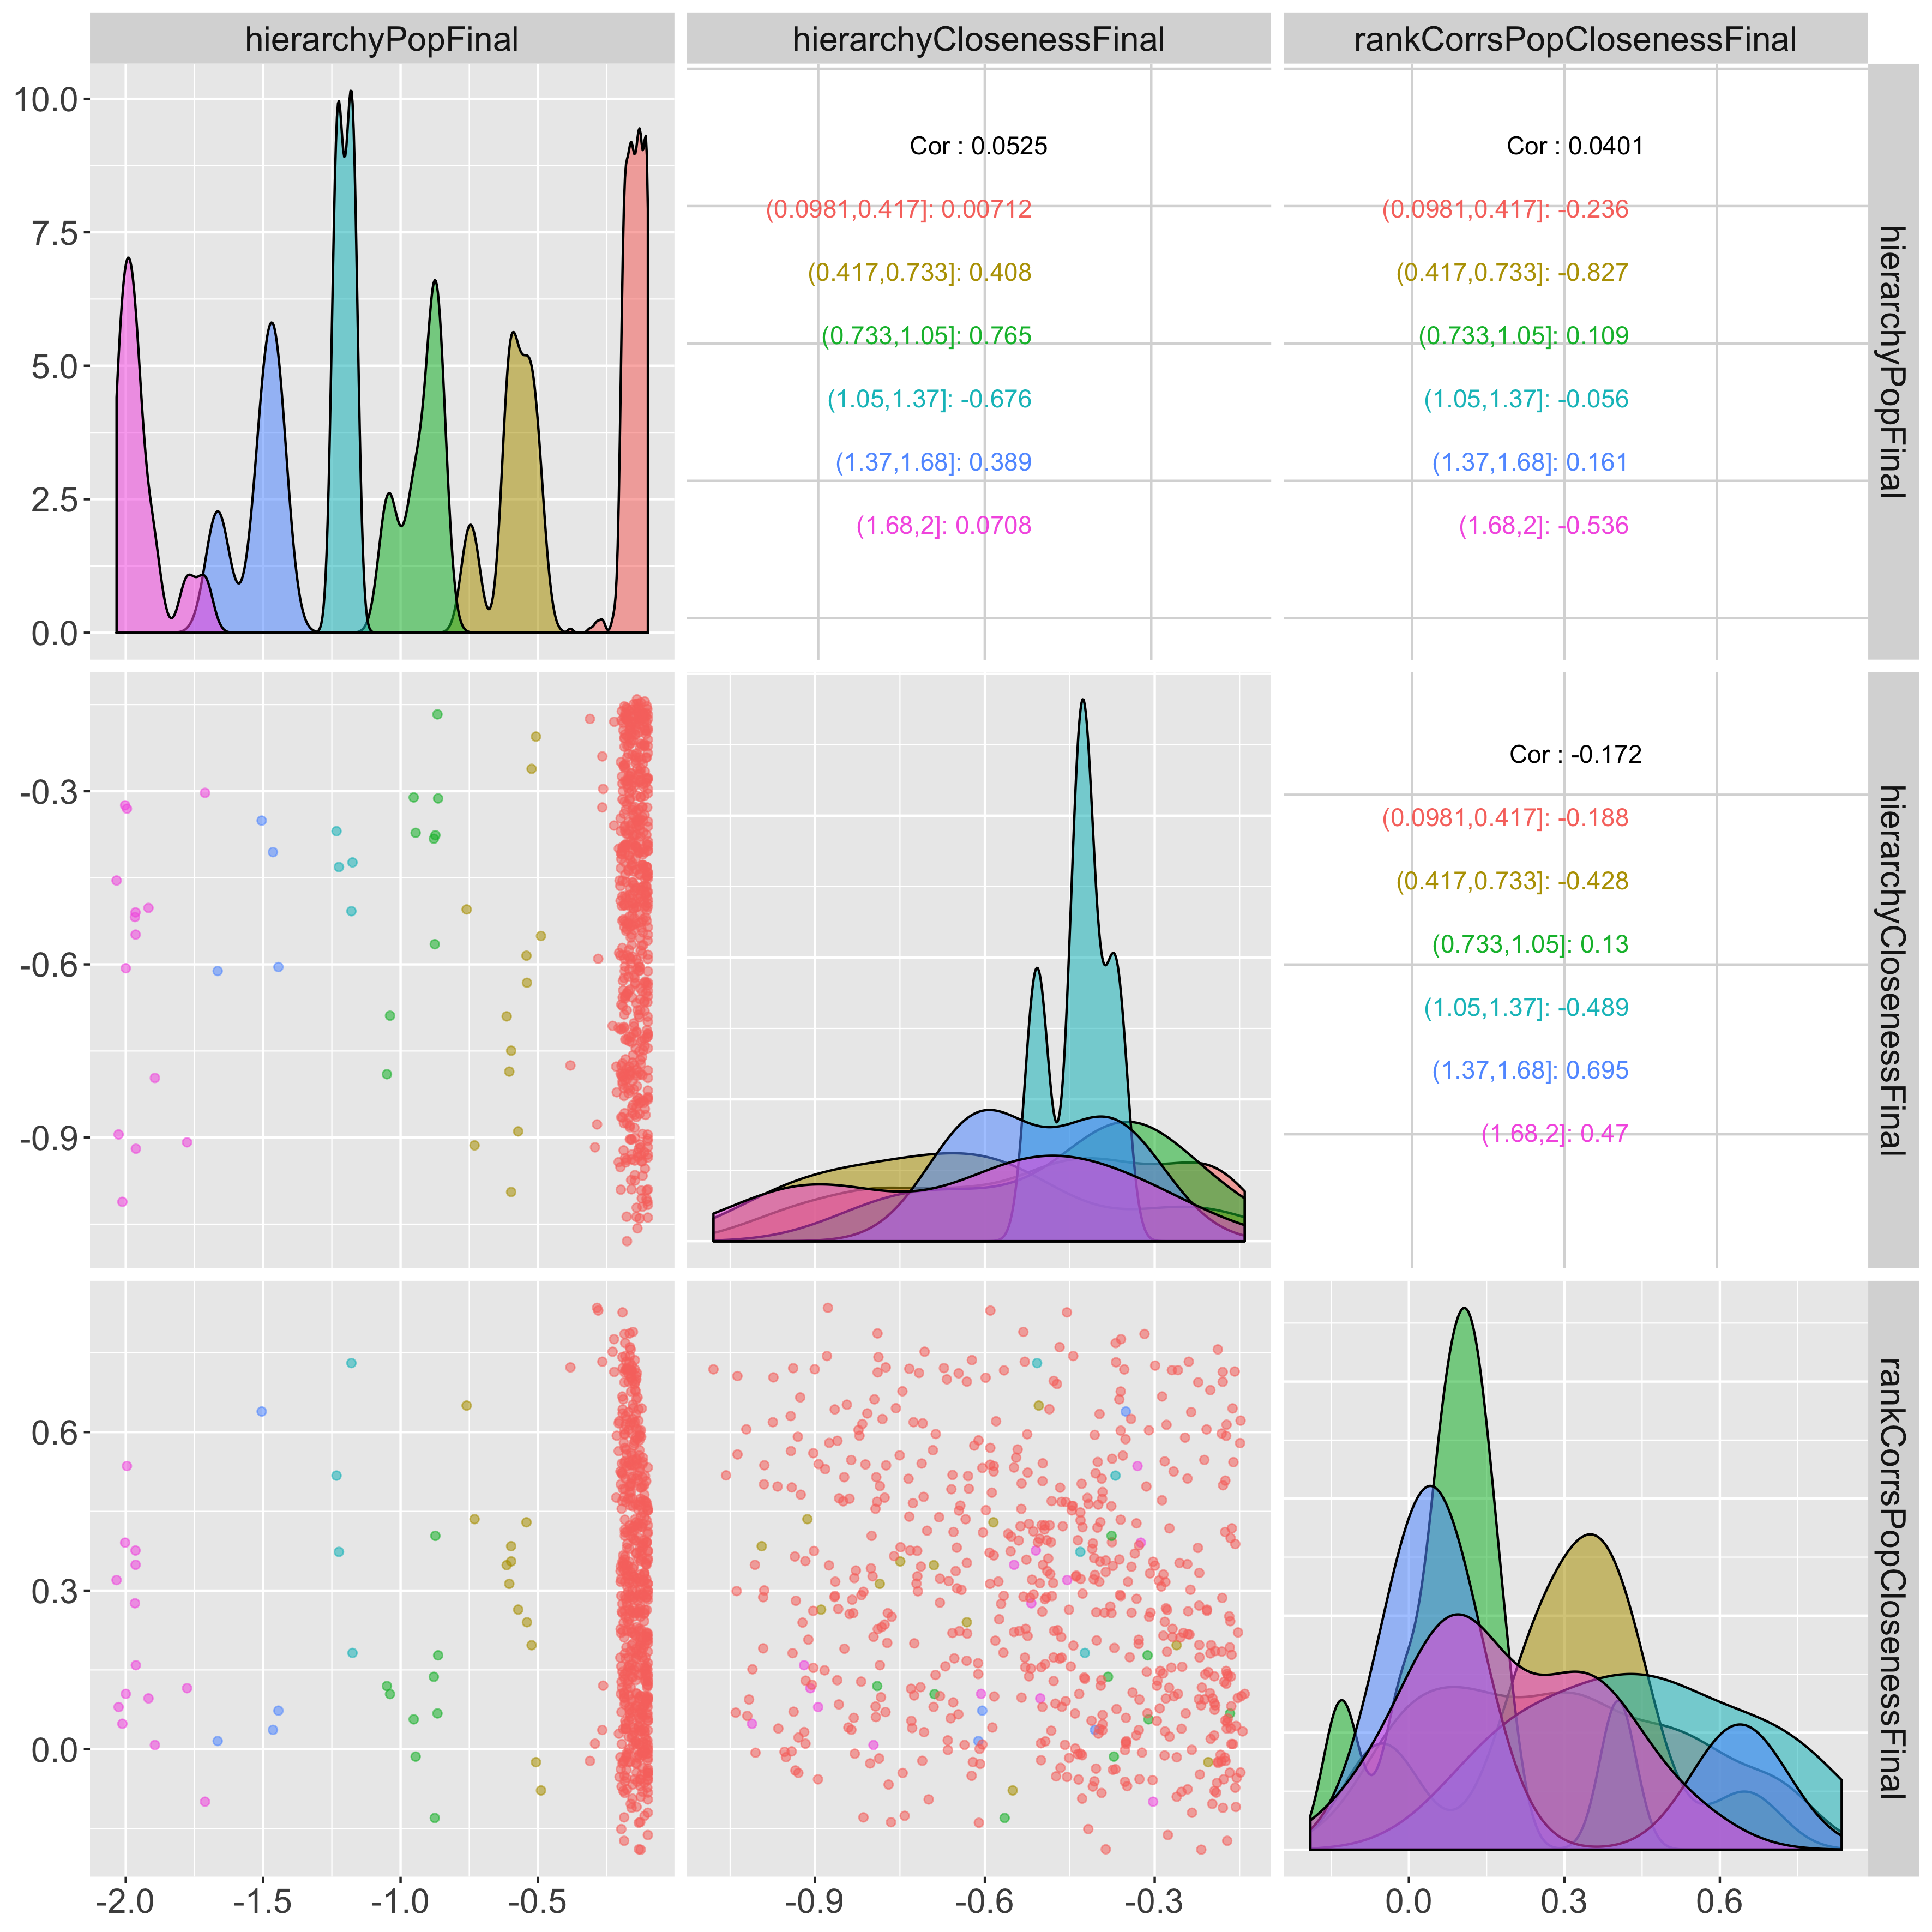 hierarchyPopFinal
hierarchyClosenessFinal
rankCorrsPopClosenessFinal
10.0
7.5
5.0
2.5
0.0
Cor : 0.0525
(0.0981,0.417]: 0.00712
(0.417,0.733]: 0.408
(0.733,1.05]: 0.765
(1.05,1.37]: -0.676
(1.37,1.68]: 0.389
(1.68,2]: 0.0708
Cor : 0.0401
(0.0981,0.417]: -0.236
(0.417,0.733]: -0.827
(0.733,1.05]: 0.109
(1.05,1.37]: -0.056
(1.37,1.68]: 0.161
(1.68,2]: -0.536
hierarchyPopFinal
-0.3
-0.6
-0.9
Cor : -0.172
(0.0981,0.417]: -0.188
(0.417,0.733]: -0.428
(0.733,1.05]: 0.13
(1.05,1.37]: -0.489
(1.37,1.68]: 0.695
(1.68,2]: 0.47
hierarchyClosenessFinal
0.6
0.3
0.0
rankCorrsPopClosenessFinal
-2.0 -1.5 -1.0 -0.5
-0.9 -0.6 -0.3
0.0 0.3 0.6